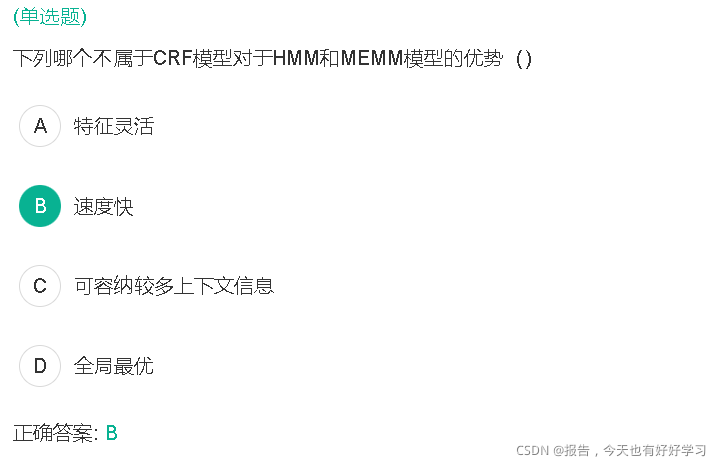 (单选题)
下列哪个不属于CRF模型对于HMM和MEMM模型的优势（）
A 特征灵活
B 速度快
C 可容纳较多上下文信息
D 全局最优
正确答案: B
CSDN @报告，今天也有好好学习